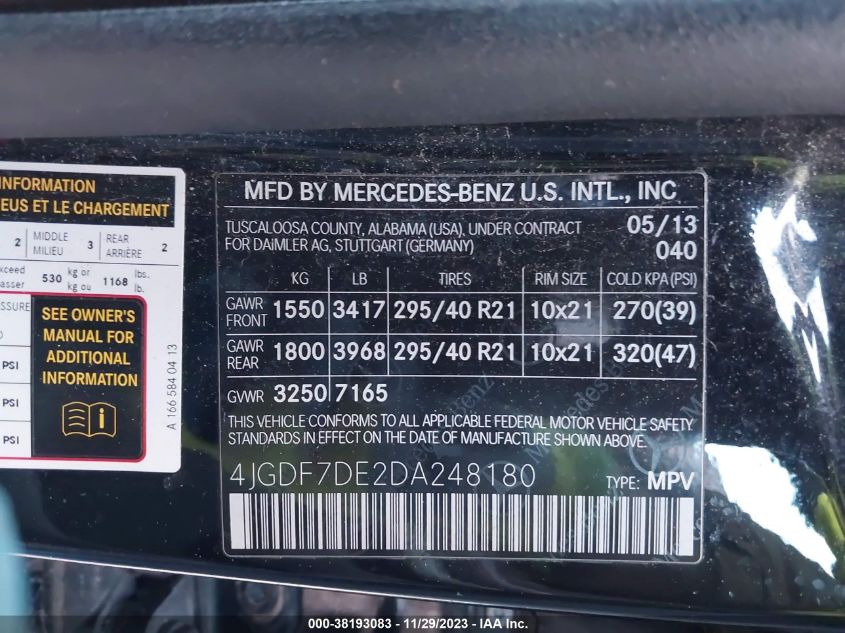 INFORMATION
EUS ET LE CHARGEMENT
2 MIDDLE MILIEU 3 REAR ARRIÈRE 2
530 kg or kg ou 1168 lbs. lb.
SEE OWNER'S
MANUAL FOR
ADDITIONAL
INFORMATION
PSI
PSI
PSI
A 166 584 04 13
MFD BY MERCEDES-BENZ U.S. INTL., INC
TUSCALOOSA COUNTY, ALABAMA (USA), UNDER CONTRACT 05/13
FOR DAIMLER AG, STUTTGART (GERMANY) 040
KG LB TIRES RIM SIZE COLD KPA (PSI)
GAWR FRONT 1550 3417 295/40 R21 10x21 270(39)
GAWR REAR 1800 3968 295/40 R21 10x21 320(47)
GVWR 3250 7165
THIS VEHICLE CONFORMS TO ALL APPLICABLE FEDERAL MOTOR VEHICLE SAFETY
STANDARDS IN EFFECT ON THE DATE OF MANUFACTURE SHOWN ABOVE.
4JGDF7DE2DA248180 TYPE: MPV
000-38193083 - 11/29/2023 - IAA Inc.